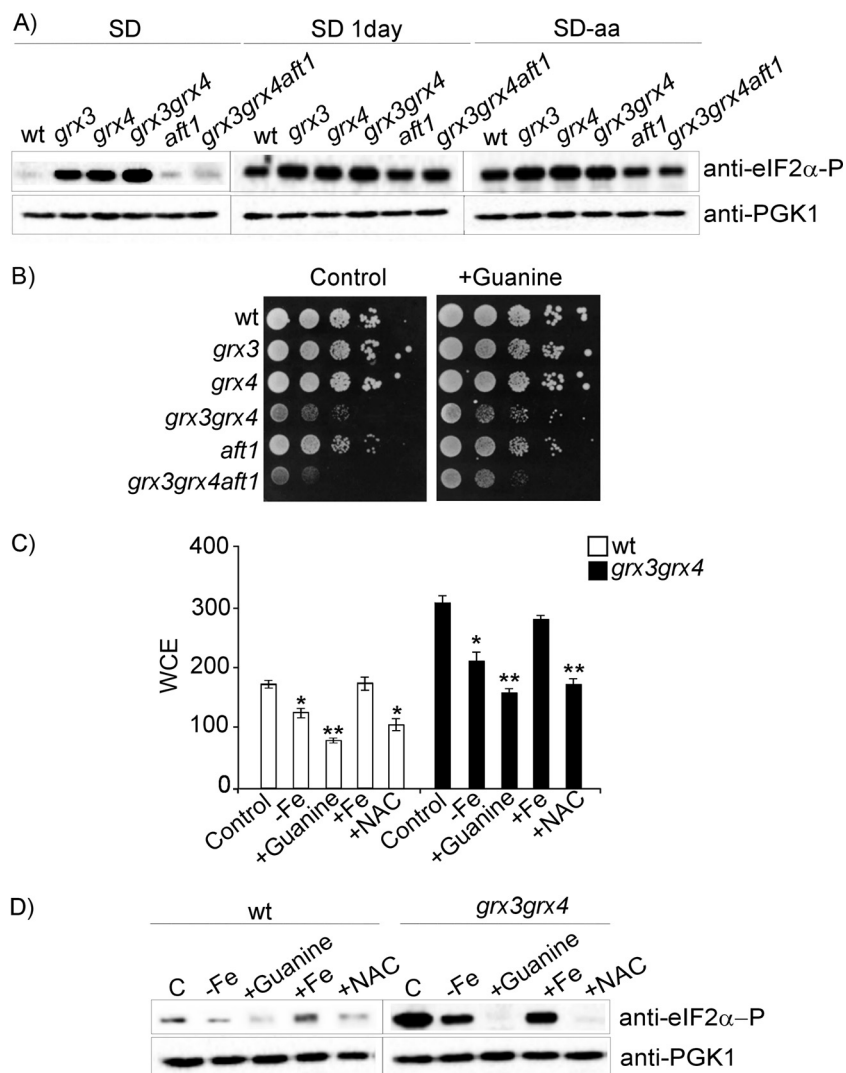 A)
SD
SD 1day
SD-aa
wt grx3 grx4 grx3grx4 aft1 grx3grx4aft1
wt grx3 grx4 grx3grx4 aft1 grx3grx4aft1
wt grx3 grx4 grx3grx4 aft1 grx3grx4aft1
anti-eIF2α-P
anti-PGK1
B)
Control
+Guanine
wt
grx3
grx4
grx3grx4
aft1
grx3grx4aft1
C)
wt
grx3grx4
WCE
400
300
200
100
0
* ** * * ** **
Control -Fe +Guanine +Fe +NAC
Control -Fe +Guanine +Fe +NAC
D)
wt
grx3grx4
C -Fe +Guanine +Fe +NAC
C -Fe +Guanine +Fe +NAC
anti-eIF2α–P
anti-PGK1